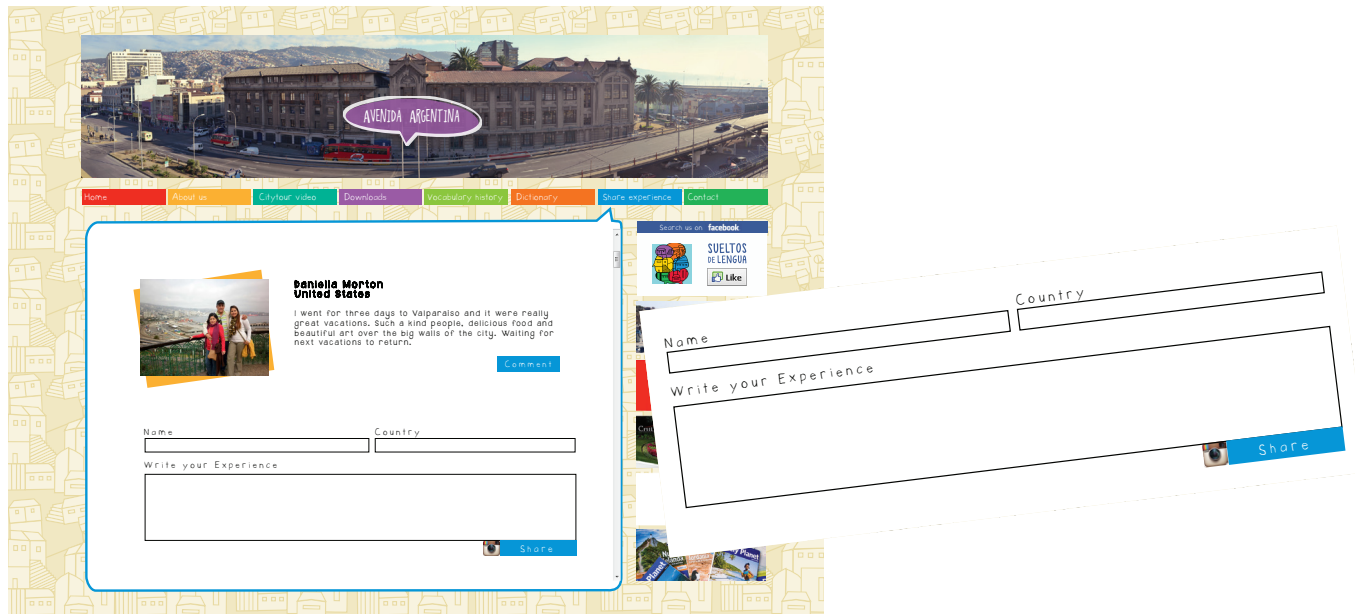 AVENIDA ARGENTINA
Home
About us
Citytour video
Downloads
Vocabulary history
Dictionary
Share experience
Contact
Search us on facebook
SUELTOS
DE LENGUA
Like
Daniella Morton
United States
I went for three days to Valparaiso and it were really
great vacations. Such a kind people, delicious food and
beautiful art over the big walls of the city. Waiting for
next vacations to return.
Comment
Name
Country
Write your Experience
Share
Name
Country
Write your Experience
Share
Planet
Planet